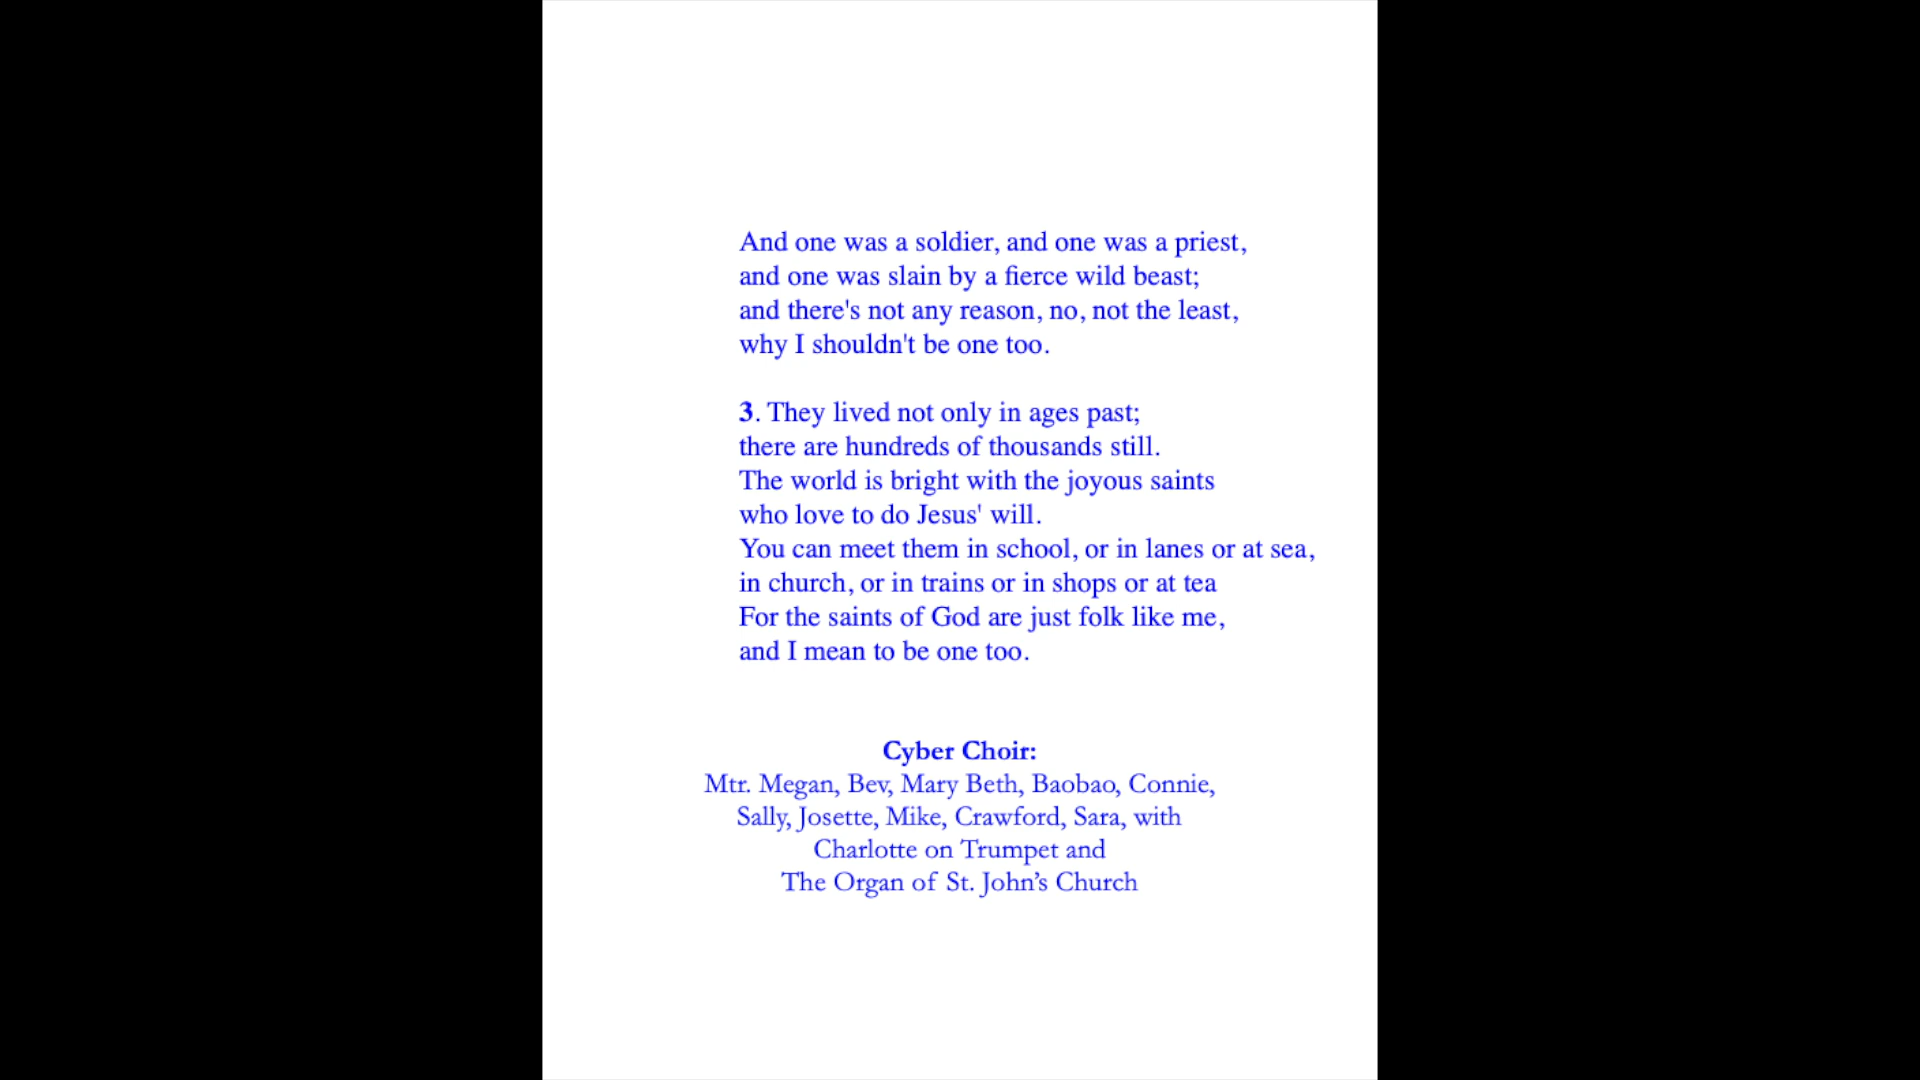 And one was a soldier, and one was a priest,
and one was slain by a fierce wild beast;
and there's not any reason, no, not the least,
why I shouldn't be one too.
3. They lived not only in ages past;
there are hundreds of thousands still.
The world is bright with the joyous saints
who love to do Jesus' will.
You can meet them in school, or in lanes or at sea,
in church, or in trains or in shops or at tea
For the saints of God are just folk like me,
and I mean to be one too.
Cyber Choir:
Mtr. Megan, Bev, Mary Beth, Baobao, Connie,
Sally, Josette, Mike, Crawford, Sara, with
Charlotte on Trumpet and
The Organ of St. John’s Church